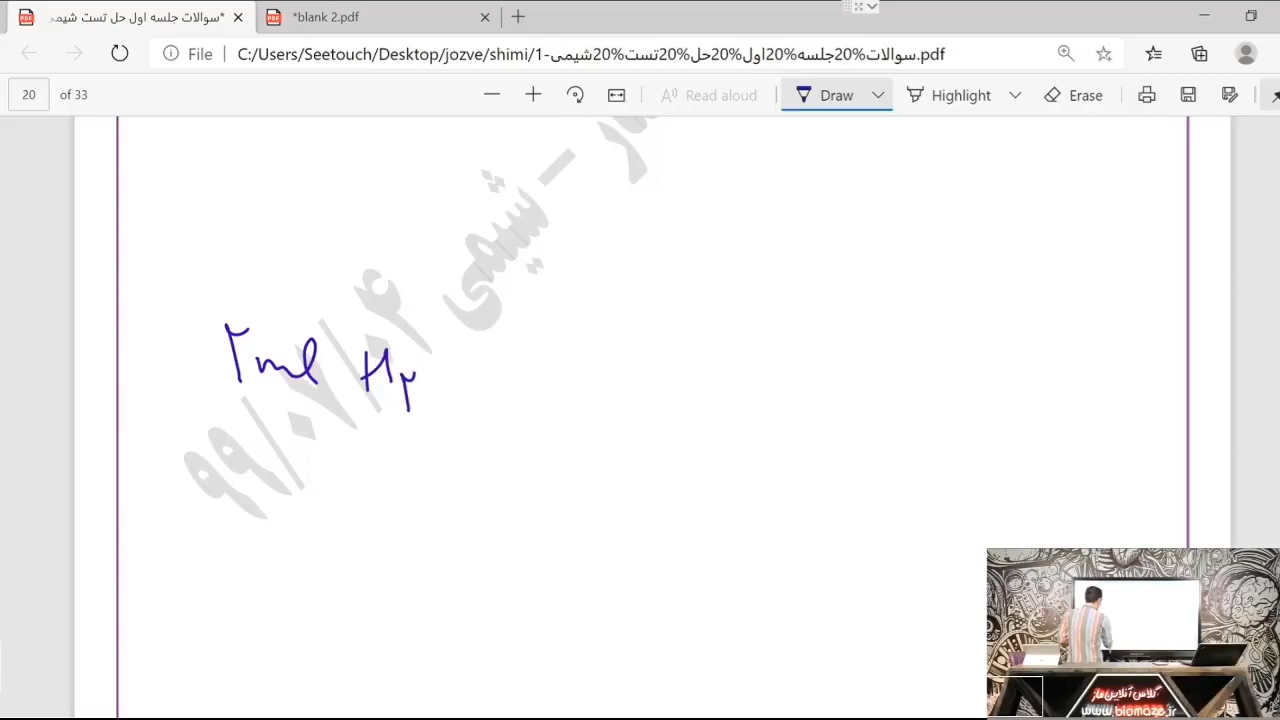 *سوالات جلسه اول حل تست شیمی
*blank 2.pdf
File
C:/Users/Seetouch/Desktop/jozve/shimi/1-سوالات%20جلسه%20اول%20حل%20تست%20شیمی.pdf
20 of 33
Read aloud
Draw
Highlight
Erase
شیمی
۹۹/۰۷/۰۴
۲ml H۲
کلاس آنلاین ماز
www.biomaze.ir